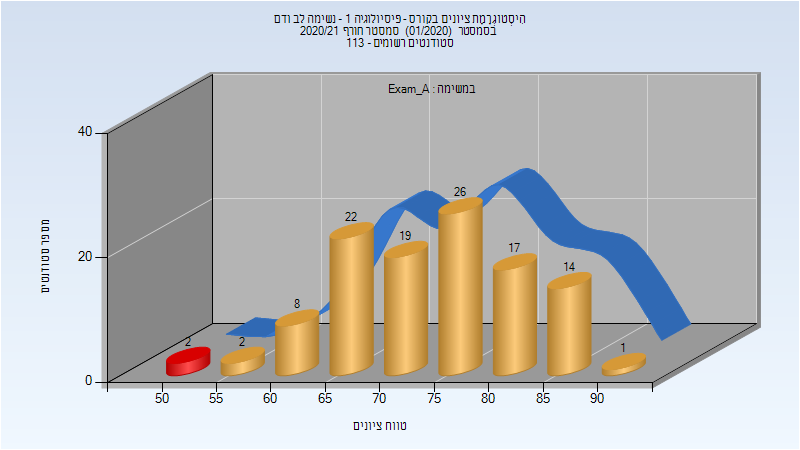 היסטוגרמת ציונים בקורס - פיסיולוגיה 1 - נשימה לב ודם
בסמסטר (01/2020) סמסטר חורף 2020/21
סטודנטים רשומים - 113
במשימה : Exam_A
מספר סטודנטים
40
20
0
2
2
8
22
19
26
17
14
1
50 55 60 65 70 75 80 85 90
טווח ציונים